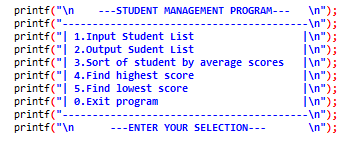 printf("\n    ---STUDENT MANAGEMENT PROGRAM---   \n");
printf("---------------------------------------\n");
printf("| 1.Input Student List                 |\n");
printf("| 2.Output Sudent List                 |\n");
printf("| 3.Sort of student by average scores  |\n");
printf("| 4.Find highest score                 |\n");
printf("| 5.Find lowest score                  |\n");
printf("| 0.Exit program                       |\n");
printf("---------------------------------------\n");
printf("\n      ---ENTER YOUR SELECTION---       \n");